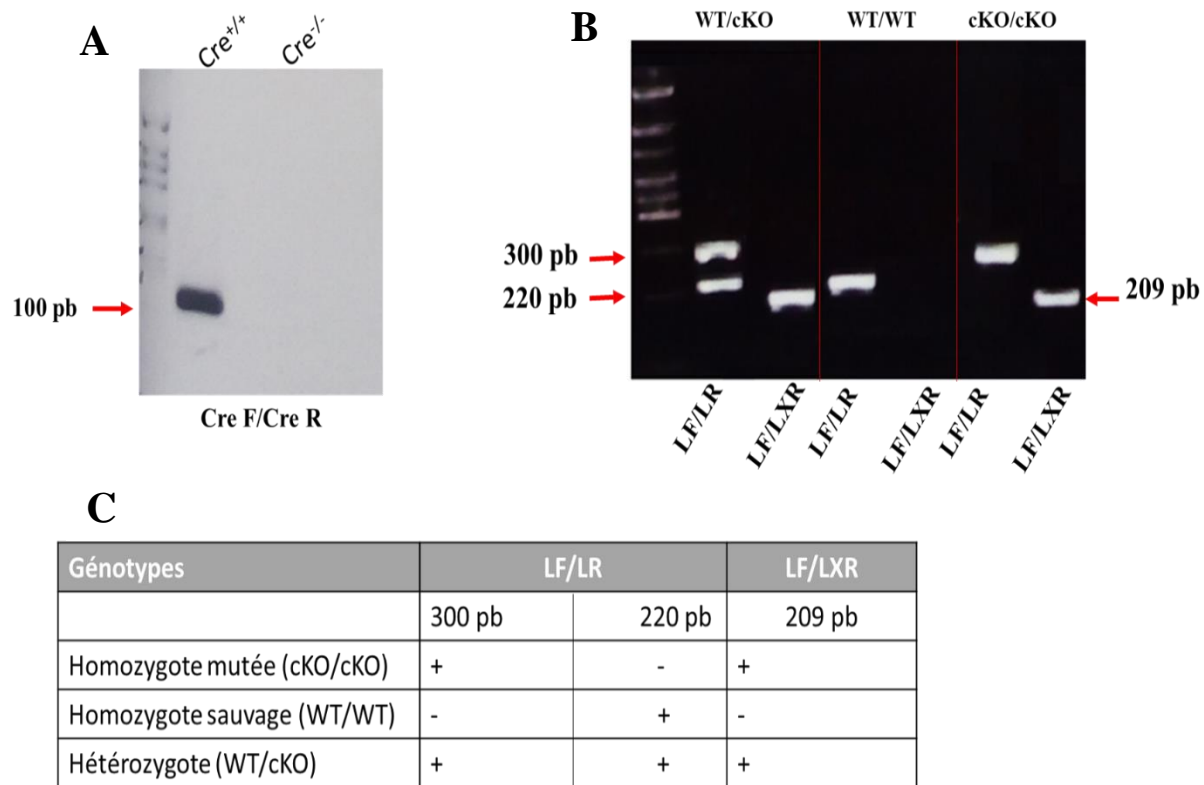 A
Cre+/+
Cre-/-
100 pb
Cre F/Cre R
B
WT/cKO WT/WT cKO/cKO
300 pb
220 pb
209 pb
LF/LR
LF/LXR
LF/LR
LF/LXR
LF/LR
LF/LXR
C
Génotypes LF/LR LF/LXR
300 pb 220 pb 209 pb
Homozygote mutée (cKO/cKO) + - +
Homozygote sauvage (WT/WT) - + -
Hétérozygote (WT/cKO) + + +